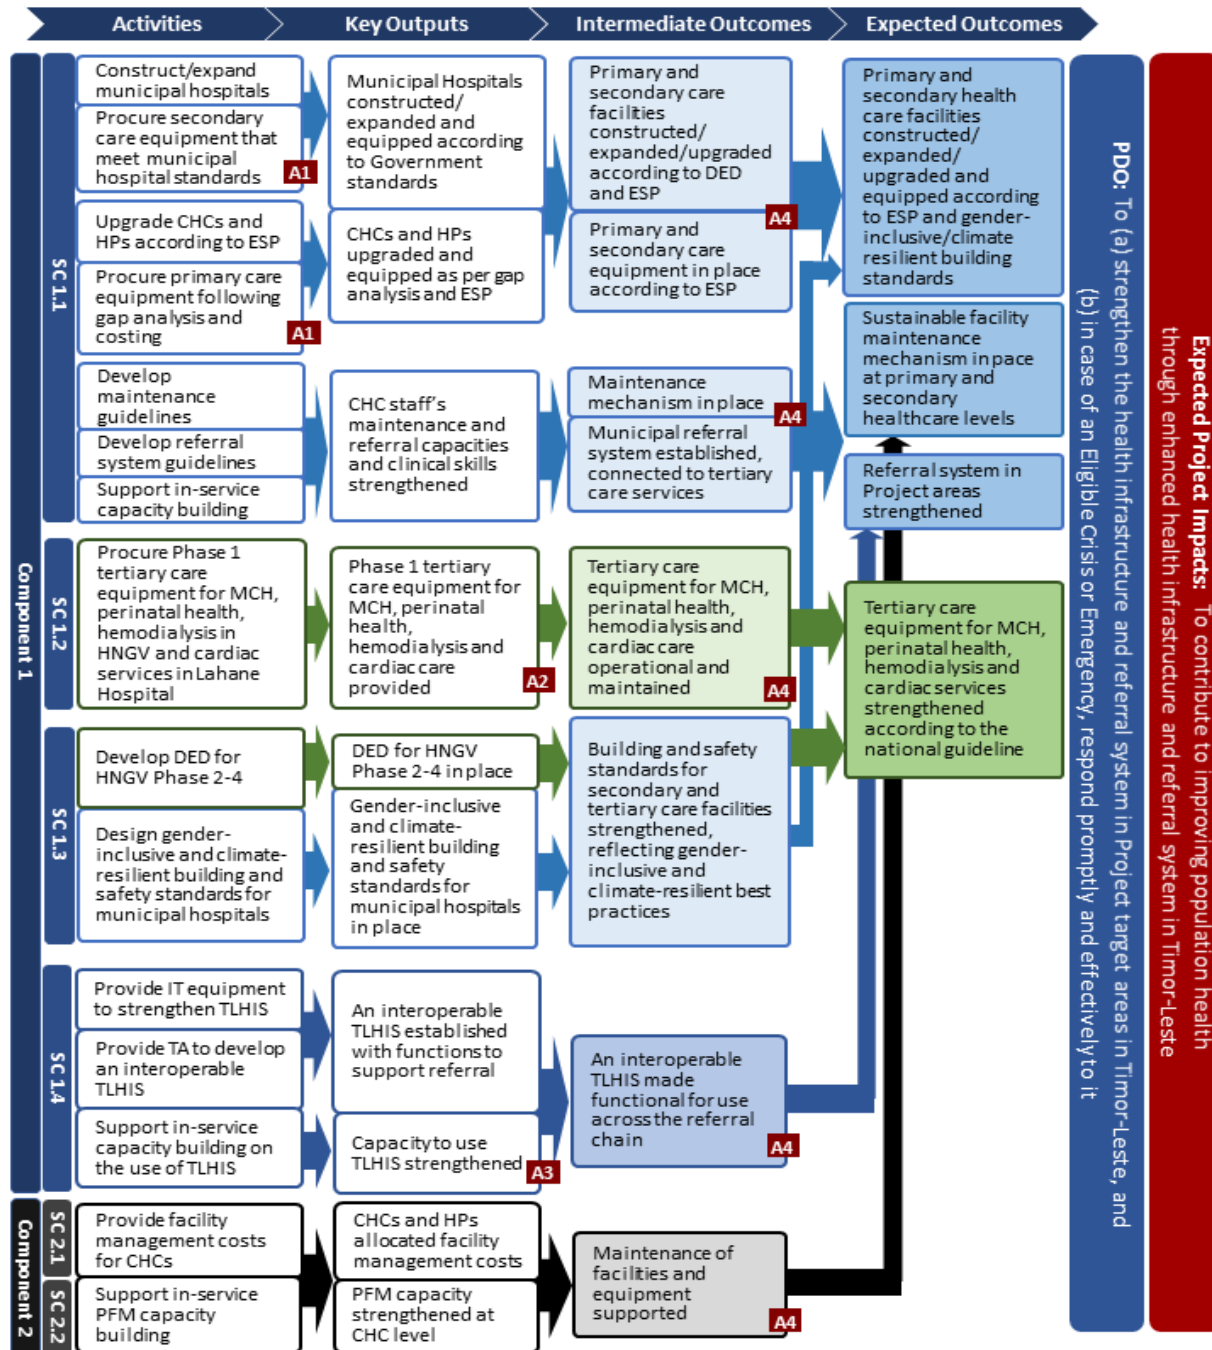 Activities
Key Outputs
Intermediate Outcomes
Expected Outcomes
Component 1
SC 1.1
Construct/expand
municipal hospitals
Procure secondary
care equipment that
meet municipal
hospital standards
A1
Upgrade CHCs and
HPs according to ESP
Procure primary care
equipment following
gap analysis and
costing
A1
Develop
maintenance
guidelines
Develop referral
system guidelines
Support in-service
capacity building
Municipal Hospitals
constructed/
expanded and
equipped according
to Government
standards
CHCs and HPs
upgraded and
equipped as per gap
analysis and ESP
CHC staff's
maintenance and
referral capacities
and clinical skills
strengthened
Primary and
secondary care
facilities
constructed/
expanded/upgraded
according to DED
and ESP
A4
Primary and
secondary care
equipment in place
according to ESP
Maintenance
mechanism in place
A4
Municipal referral
system established,
connected to tertiary
care services
Primary and
secondary health
care facilities
constructed/
expanded/
upgraded and
equipped according
to ESP and gender-
inclusive/climate
resilient building
standards
Sustainable facility
maintenance
mechanism in pace
at primary and
secondary
healthcare levels
Referral system in
Project areas
strengthened
SC 1.2
Procure Phase 1
tertiary care
equipment for MCH,
perinatal health,
hemodialysis in
HNGV and cardiac
services in Lahane
Hospital
Phase 1 tertiary
care equipment for
MCH, perinatal
health,
hemodialysis and
cardiac care
provided
A2
Tertiary care
equipment for MCH,
perinatal health,
hemodialysis and
cardiac care
operational and
maintained
A4
Tertiary care
equipment for MCH,
perinatal health,
hemodialysis and
cardiac services
strengthened
according to the
national guideline
SC 1.3
Develop DED for
HNGV Phase 2-4
Design gender-
inclusive and climate-
resilient building and
safety standards for
municipal hospitals
DED for HNGV
Phase 2-4 in place
Gender-inclusive
and climate-
resilient building
and safety
standards for
municipal hospitals
in place
Building and safety
standards for
secondary and
tertiary care facilities
strengthened,
reflecting gender-
inclusive and
climate-resilient best
practices
SC 1.4
Provide IT equipment
to strengthen TLHIS
Provide TA to develop
an interoperable
TLHIS
Support in-service
capacity building on
the use of TLHIS
An interoperable
TLHIS established
with functions to
support referral
Capacity to use
TLHIS strengthened
A3
An interoperable
TLHIS made
functional for use
across the referral
chain
A4
Component 2
SC 2.1
SC 2.2
Provide facility
management costs
for CHCs
Support in-service
PFM capacity
building
CHCs and HPs
allocated facility
management costs
PFM capacity
strengthened at
CHC level
Maintenance of
facilities and
equipment
supported
A4
PDO: To (a) strengthen the health infrastructure and referral system in Project target areas in Timor-Leste, and
(b) in case of an Eligible Crisis or Emergency, respond promptly and effectively to it
Expected Project Impacts: To contribute to improving population health
through enhanced health infrastructure and referral system in Timor-Leste